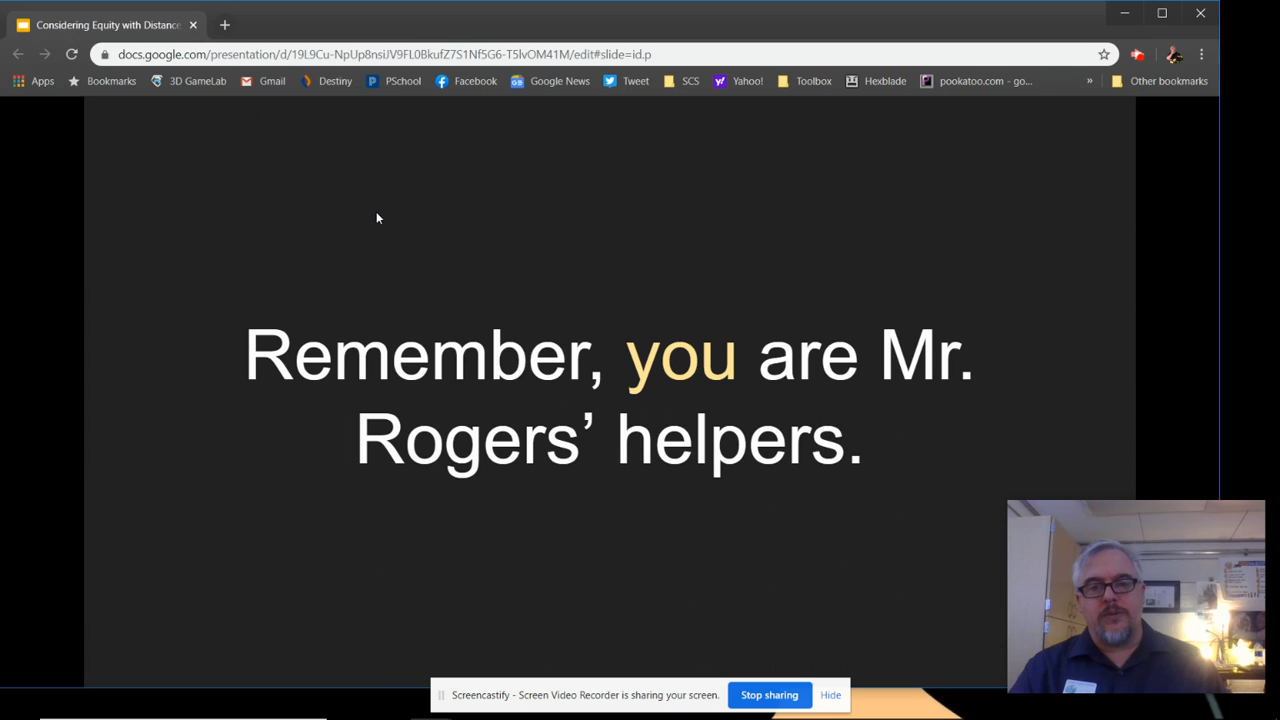 Considering Equity with Distance
docs.google.com/presentation/d/19L9Cu-NpUp8nsiJV9FL0BkufZ7S1Nf5G6-T5lvOM41M/edit#slide=id.p
Apps Bookmarks 3D GameLab Gmail Destiny PSchool Facebook Google News Tweet SCS Yahoo! Toolbox Hexblade pookatoo.com - go... » Other bookmarks
Remember, you are Mr.
Rogers’ helpers.
Screencastify - Screen Video Recorder is sharing your screen. Stop sharing Hide